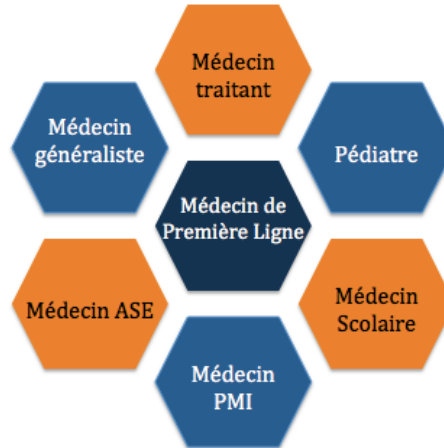 Médecin
traitant
Médecin
généraliste
Pédiatre
Médecin de
Première Ligne
Médecin ASE
Médecin
Scolaire
Médecin
PMI